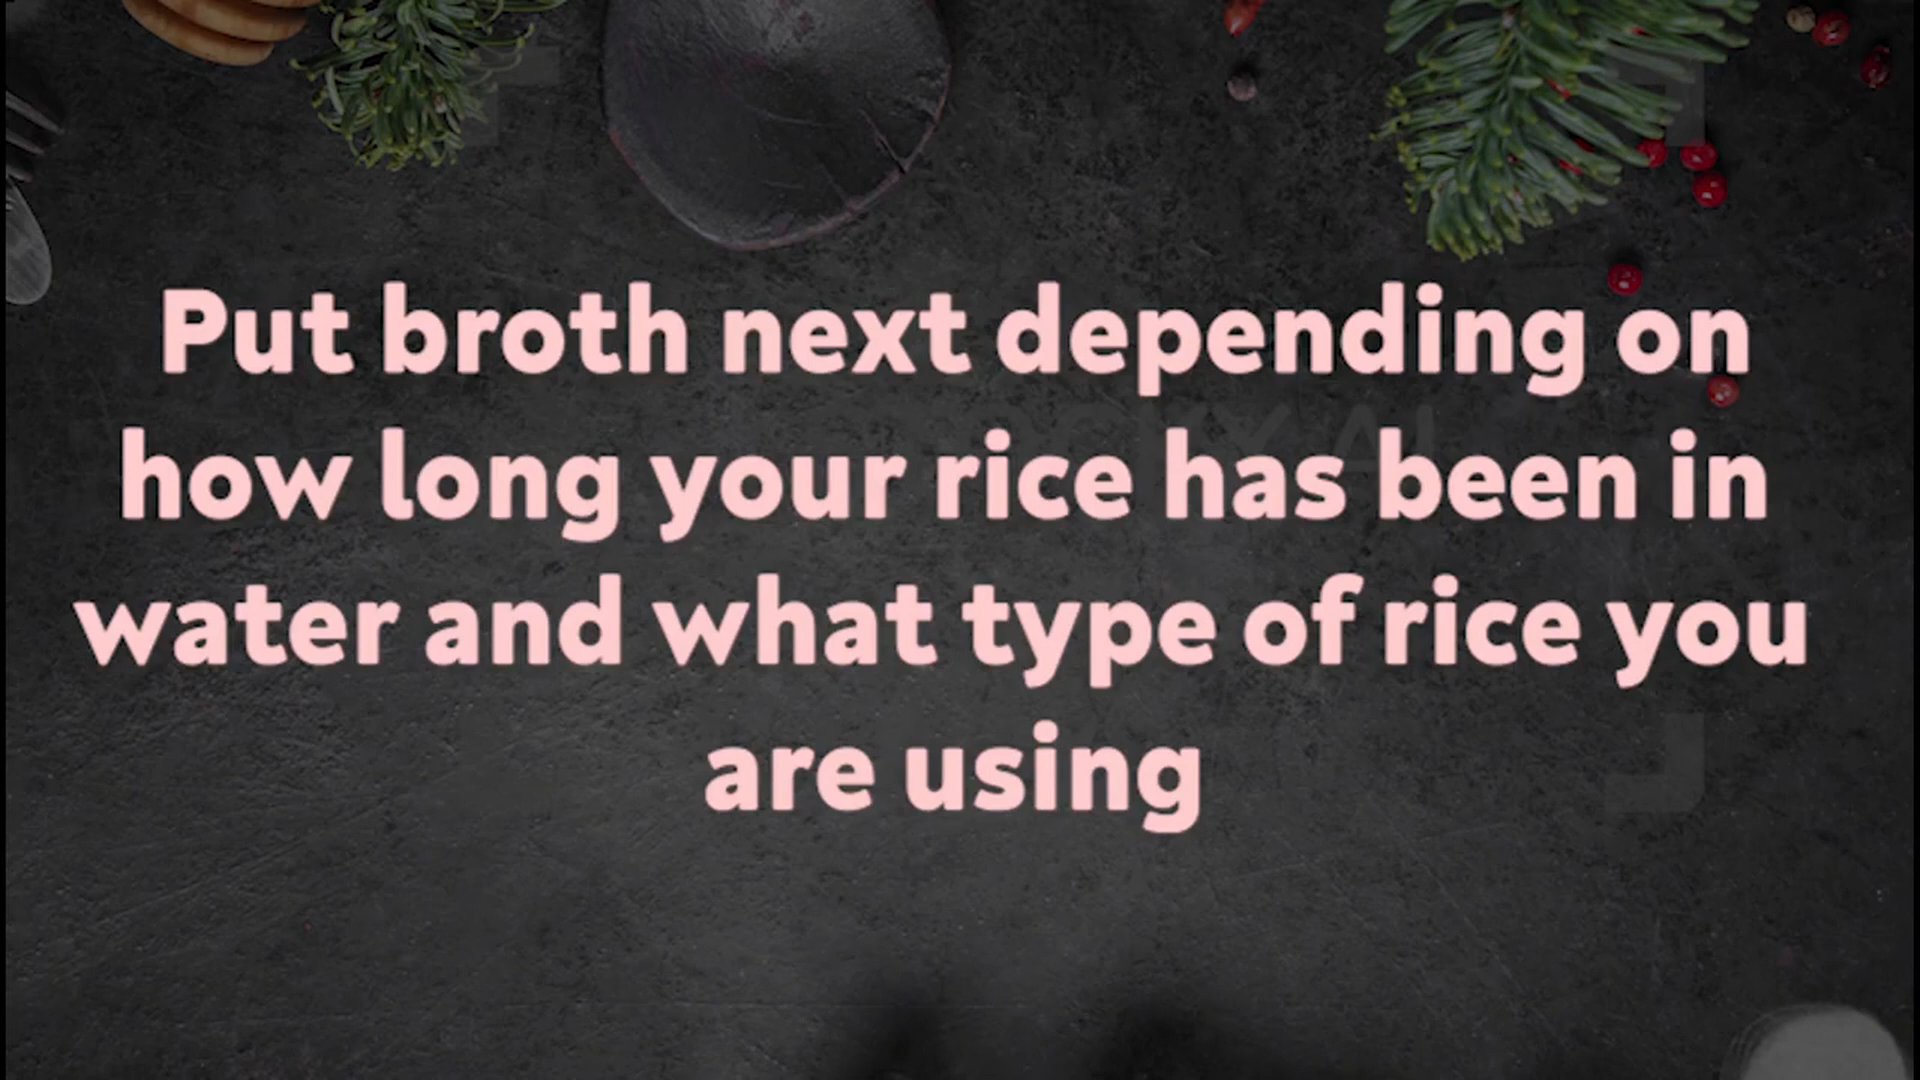 Put broth next depending on
how long your rice has been in
water and what type of rice you
are using